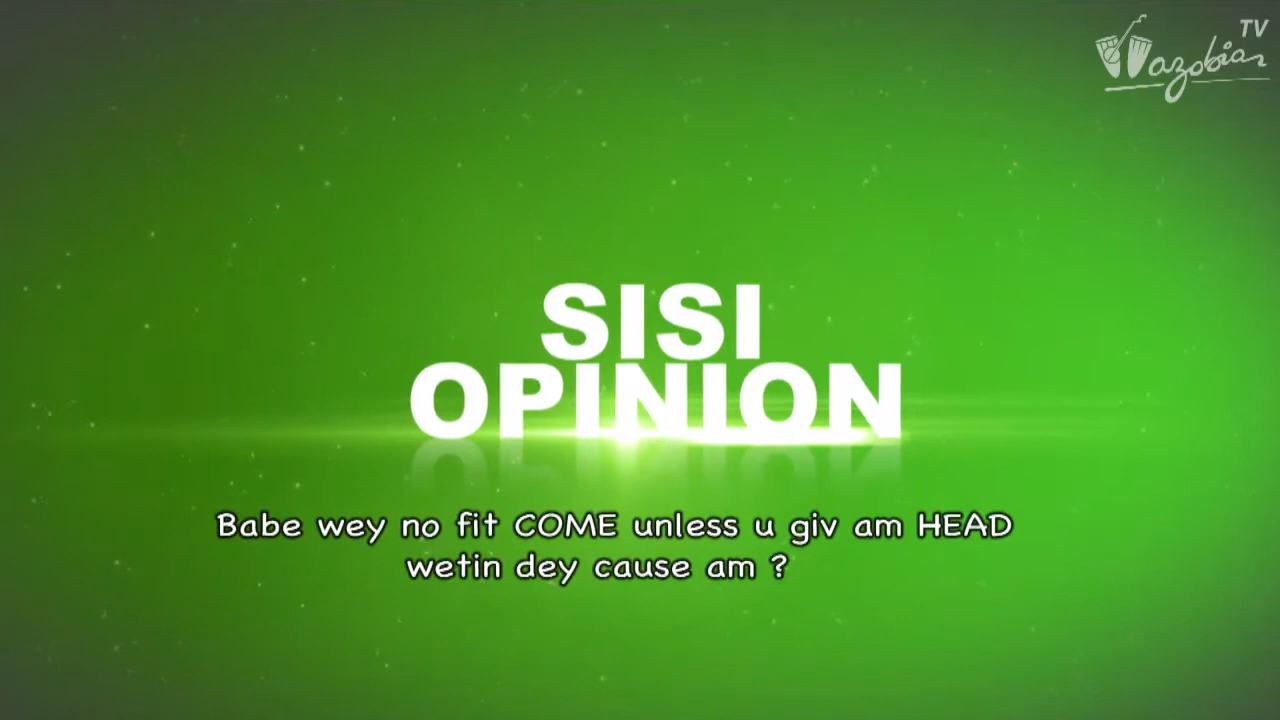 TV
Wazobia
SISI
OPINION
Babe wey no fit COME unless u giv am HEAD
wetin dey cause am ?